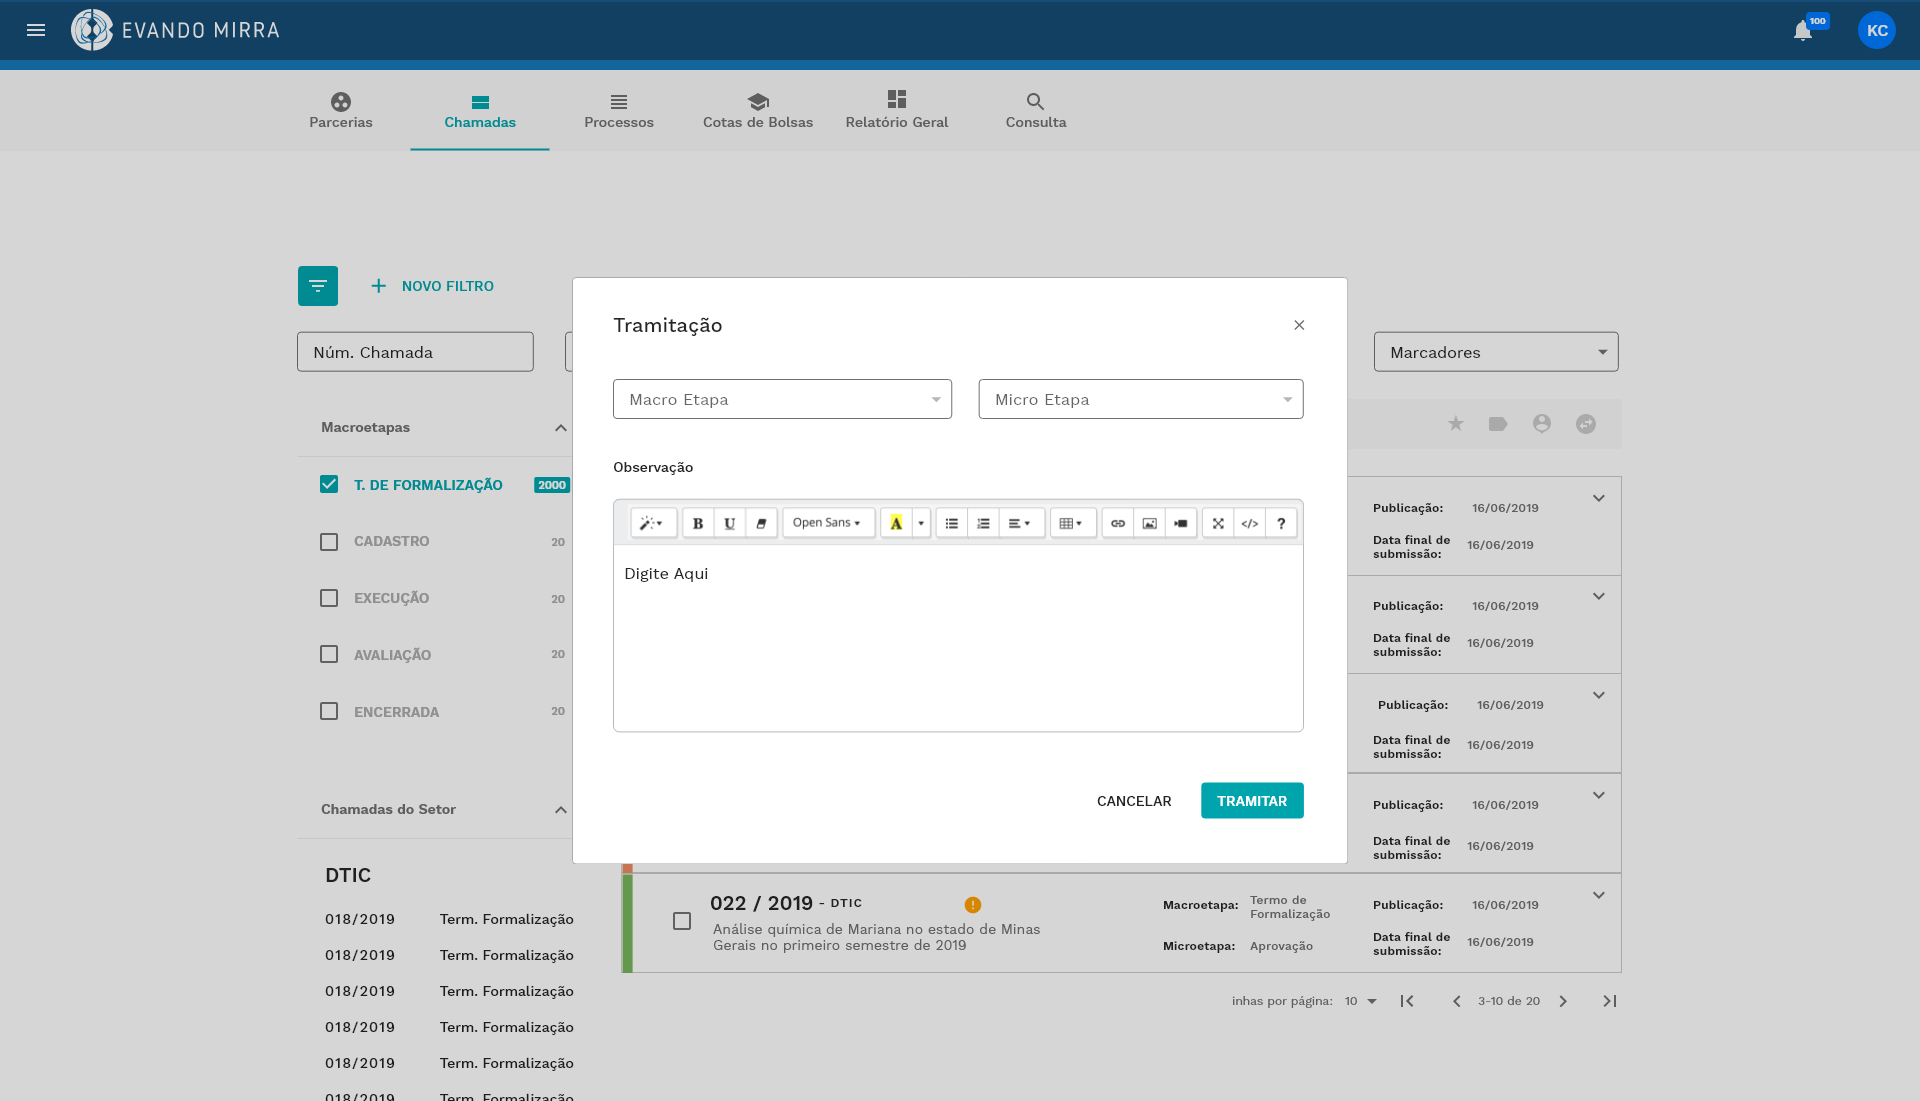 EVANDO MIRRA
100
KC
Parcerias
Chamadas
Processos
Cotas de Bolsas
Relatório Geral
Consulta
NOVO FILTRO
Núm. Chamada
Marcadores
Macroetapas
T. DE FORMALIZAÇÃO 2000
CADASTRO 20
EXECUÇÃO 20
AVALIAÇÃO 20
ENCERRADA 20
Chamadas do Setor
DTIC
018/2019 Term. Formalização
018/2019 Term. Formalização
018/2019 Term. Formalização
018/2019 Term. Formalização
018/2019 Term. Formalização
018/2019 Term. Formalização
Tramitação
×
Macro Etapa
Micro Etapa
Observação
B U Open Sans A </> ?
Digite Aqui
CANCELAR
TRAMITAR
Publicação: 16/06/2019
Data final de
submissão: 16/06/2019
Publicação: 16/06/2019
Data final de
submissão: 16/06/2019
Publicação: 16/06/2019
Data final de
submissão: 16/06/2019
Publicação: 16/06/2019
Data final de
submissão: 16/06/2019
022 / 2019 - DTIC
Análise química de Mariana no estado de Minas
Gerais no primeiro semestre de 2019
Macroetapa: Termo de
Formalização
Microetapa: Aprovação
Publicação: 16/06/2019
Data final de
submissão: 16/06/2019
inhas por página: 10
3-10 de 20